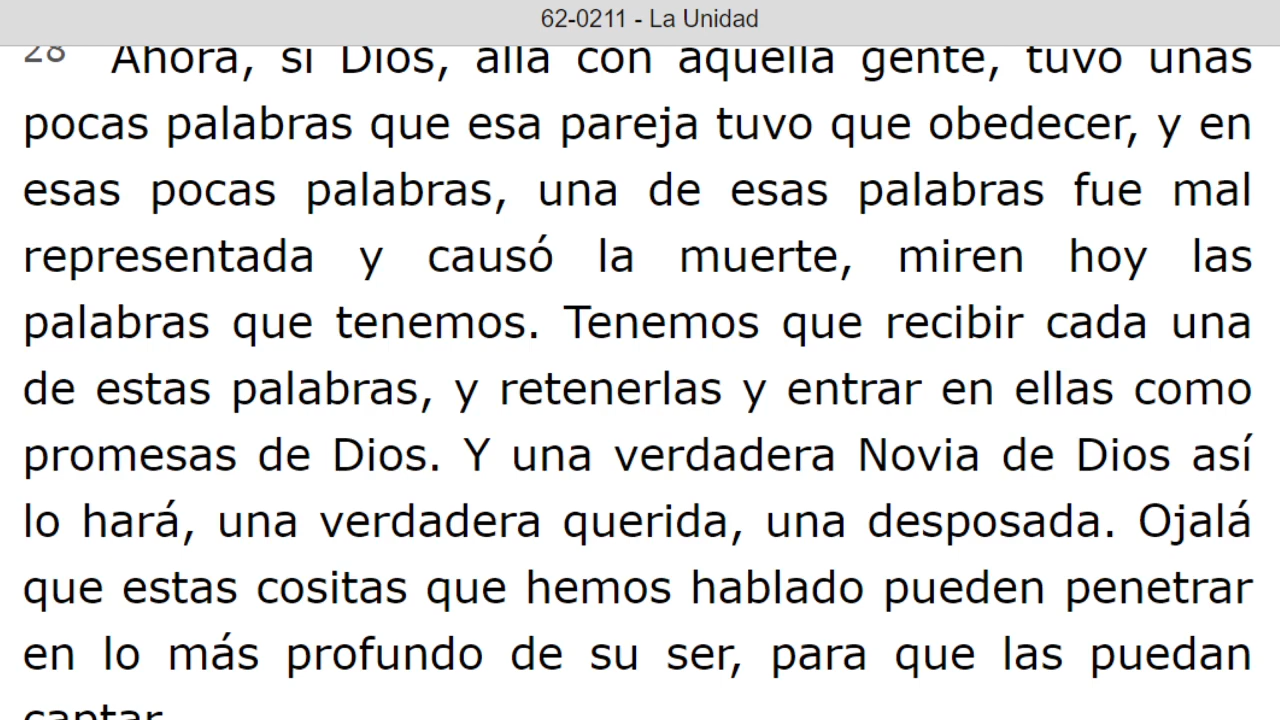 62-0211 - La Unidad
28 Ahora, si Dios, allá con aquella gente, tuvo unas
pocas palabras que esa pareja tuvo que obedecer, y en
esas pocas palabras, una de esas palabras fue mal
representada y causó la muerte, miren hoy las
palabras que tenemos. Tenemos que recibir cada una
de estas palabras, y retenerlas y entrar en ellas como
promesas de Dios. Y una verdadera Novia de Dios así
lo hará, una verdadera querida, una desposada. Ojalá
que estas cositas que hemos hablado pueden penetrar
en lo más profundo de su ser, para que las puedan
captar.